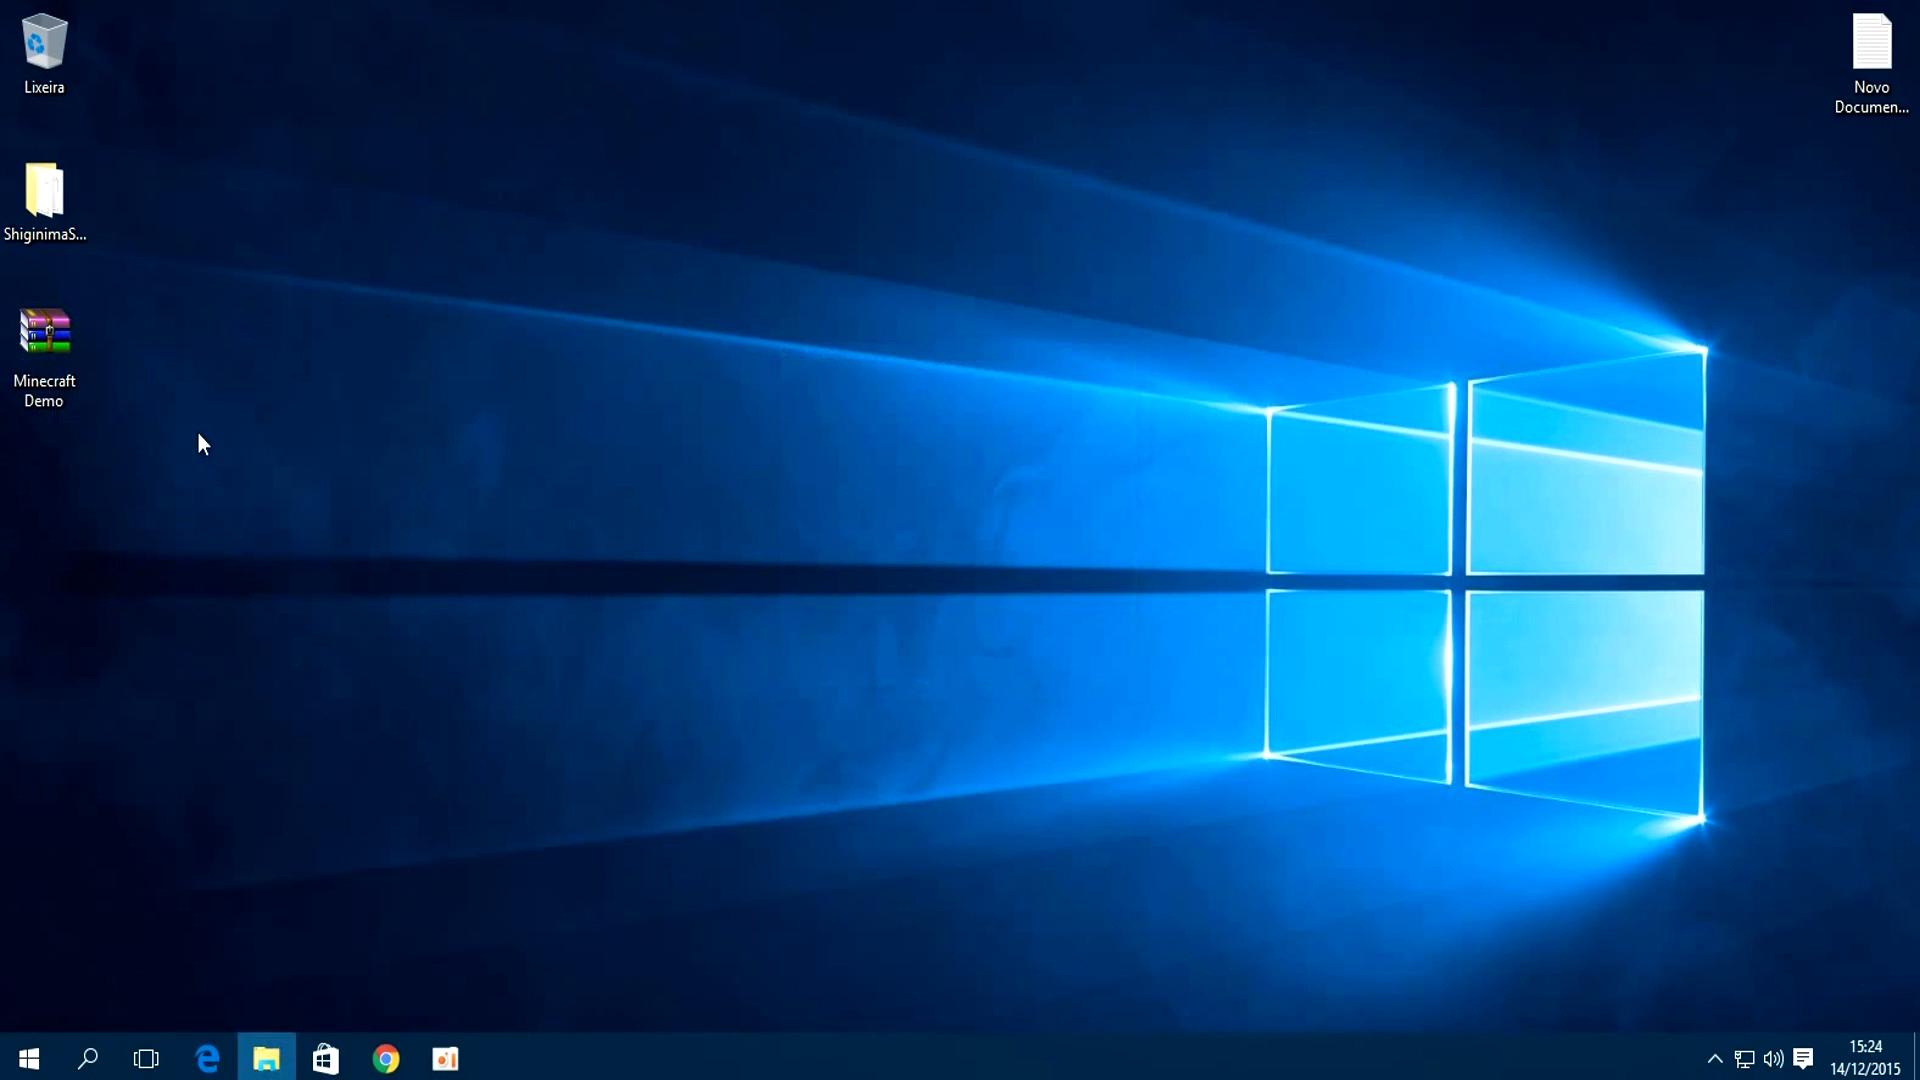 Lixeira
Novo
Documen...
ShiginimaS...
Minecraft
Demo
15:24
14/12/2015